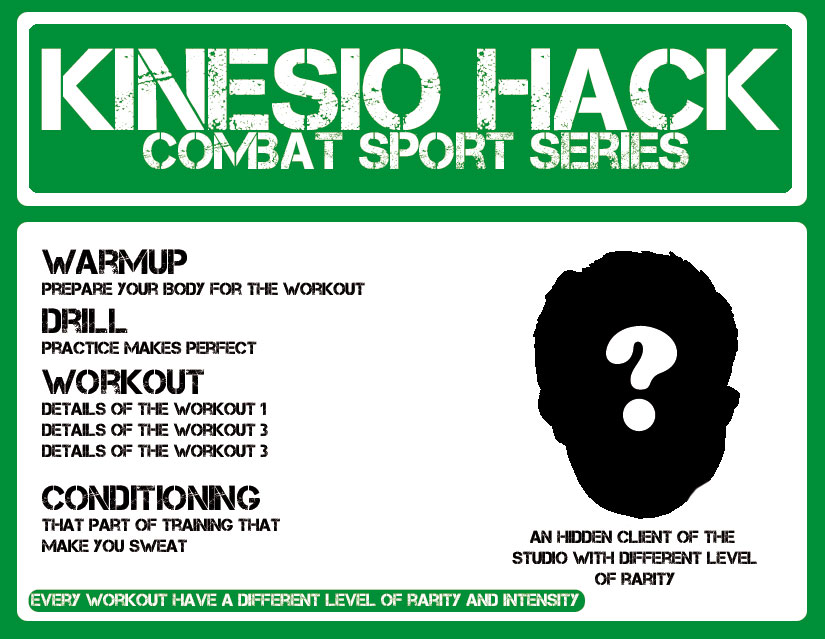 KINESIO HACK
COMBAT SPORT SERIES
WARMUP
PREPARE YOUR BODY FOR THE WORKOUT
DRILL
PRACTICE MAKES PERFECT
WORKOUT
DETAILS OF THE WORKOUT 1
DETAILS OF THE WORKOUT 3
DETAILS OF THE WORKOUT 3
CONDITIONING
THAT PART OF TRAINING THAT
MAKE YOU SWEAT
?
AN HIDDEN CLIENT OF THE
STUDIO WITH DIFFERENT LEVEL
OF RARITY
EVERY WORKOUT HAVE A DIFFERENT LEVEL OF RARITY AND INTENSITY